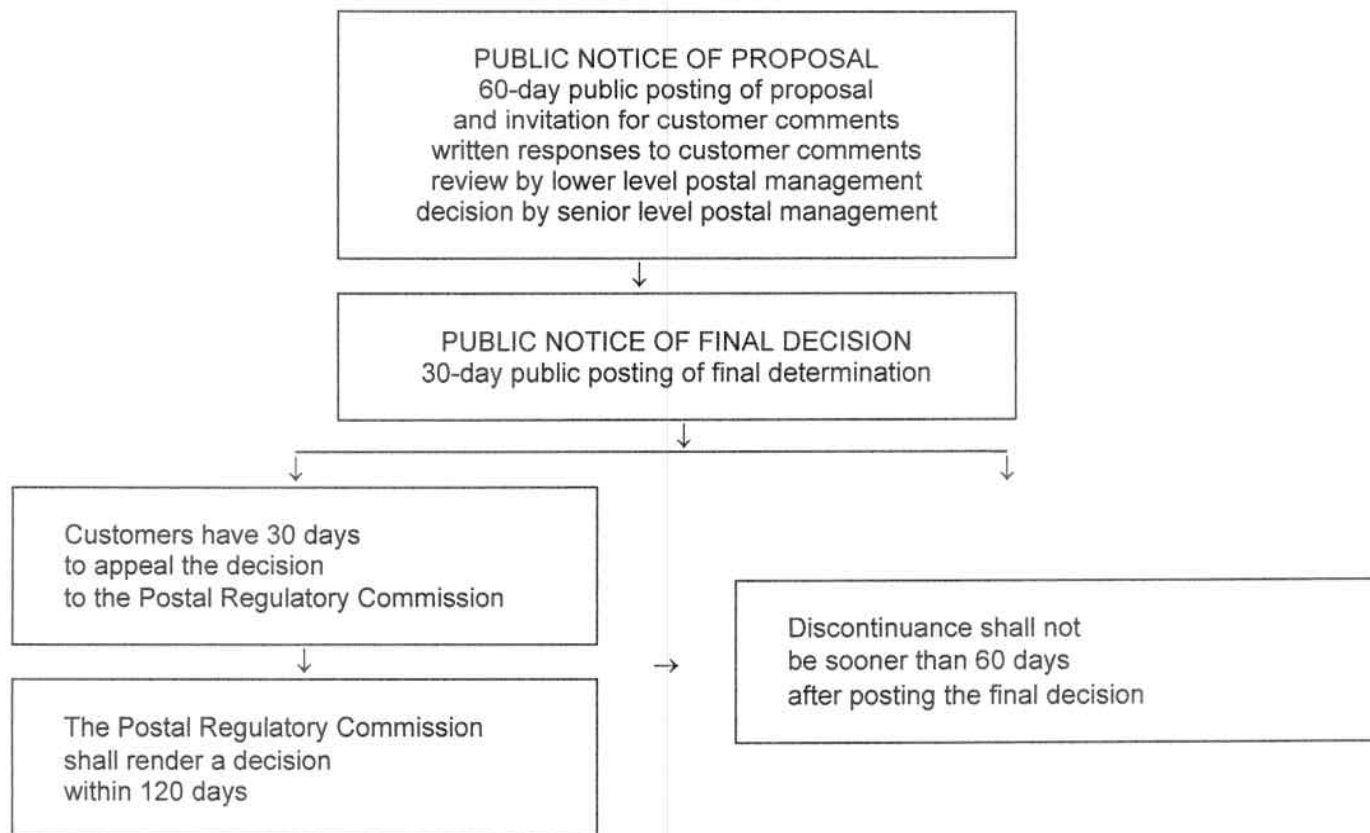 PUBLIC NOTICE OF PROPOSAL
60-day public posting of proposal
and invitation for customer comments
written responses to customer comments
review by lower level postal management
decision by senior level postal management
PUBLIC NOTICE OF FINAL DECISION
30-day public posting of final determination
Customers have 30 days
to appeal the decision
to the Postal Regulatory Commission
The Postal Regulatory Commission
shall render a decision
within 120 days
Discontinuance shall not
be sooner than 60 days
after posting the final decision